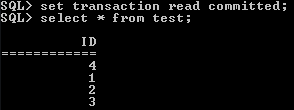 SQL> set transaction read committed;
SQL> select * from test;
ID
============
4
1
2
3